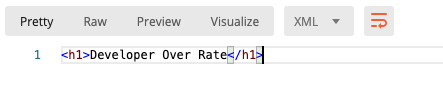 Pretty Raw Preview Visualize XML
1 <h1>Developer Over Rate</h1>